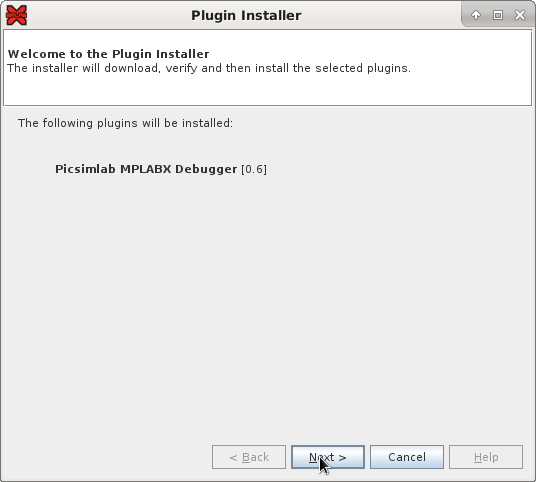 Plugin Installer
Welcome to the Plugin Installer
The installer will download, verify and then install the selected plugins.
The following plugins will be installed:
Picsimlab MPLABX Debugger [0.6]
< Back Next > Cancel Help